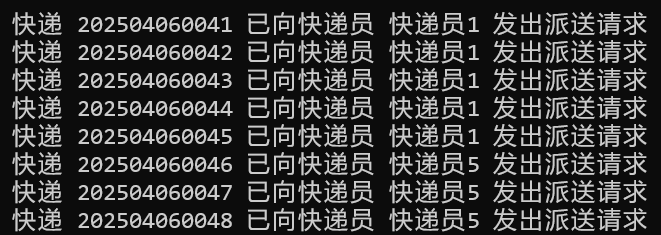 快递 202504060041 已向快递员 快递员1 发出派送请求
快递 202504060042 已向快递员 快递员1 发出派送请求
快递 202504060043 已向快递员 快递员1 发出派送请求
快递 202504060044 已向快递员 快递员1 发出派送请求
快递 202504060045 已向快递员 快递员1 发出派送请求
快递 202504060046 已向快递员 快递员5 发出派送请求
快递 202504060047 已向快递员 快递员5 发出派送请求
快递 202504060048 已向快递员 快递员5 发出派送请求